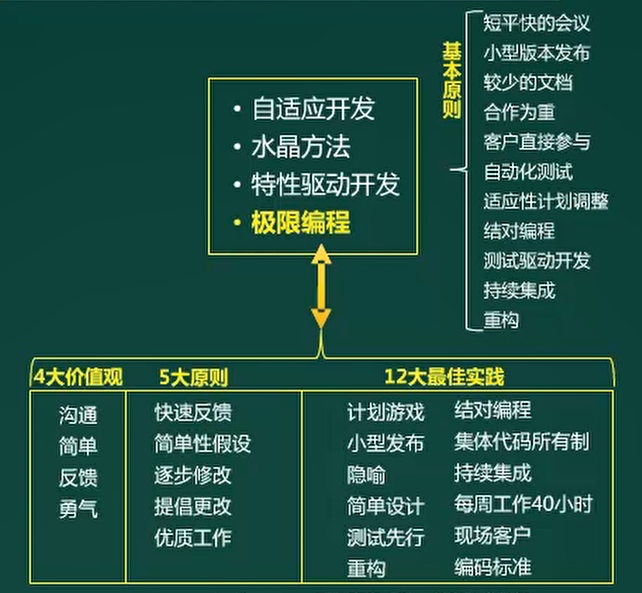 • 自适应开发
• 水晶方法
• 特性驱动开发
• 极限编程
基本原则
短平快的会议
小型版本发布
较少的文档
合作为重
客户直接参与
自动化测试
适应性计划调整
结对编程
测试驱动开发
持续集成
重构
4大价值观
沟通
简单
反馈
勇气
5大原则
快速反馈
简单性假设
逐步修改
提倡更改
优质工作
12大最佳实践
计划游戏
小型发布
隐喻
简单设计
测试先行
重构
结对编程
集体代码所有制
持续集成
每周工作40小时
现场客户
编码标准